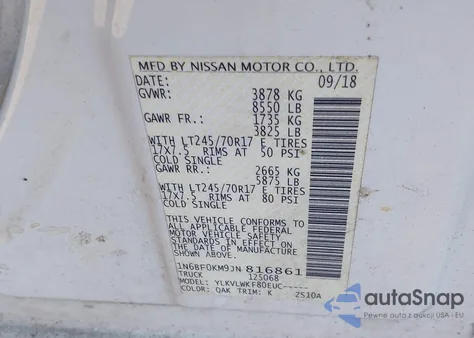 MFD BY NISSAN MOTOR CO., LTD.
DATE: 09/18
GVWR: 3878 KG
8550 LB
GAWR FR.: 1735 KG
3825 LB
WITH LT245/70R17 E TIRES
17X7.5 RIMS AT 50 PSI
COLD SINGLE
GAWR RR.: 2665 KG
5875 LB
WITH LT245/70R17 E TIRES
17X7.5 RIMS AT 80 PSI
COLD SINGLE
THIS VEHICLE CONFORMS TO
ALL APPLICABLE FEDERAL
MOTOR VEHICLE SAFETY
STANDARDS IN EFFECT ON
THE DATE OF MANUFACTURE
SHOWN ABOVE.
1N6BF0KM9JN816861
TRUCK 125068
MODEL: YLKVLWKF80EUC-----
COLOR: QAK TRIM: K 2S10A
autaSnap
Pewne auta z aukcji w USA i Kanadzie